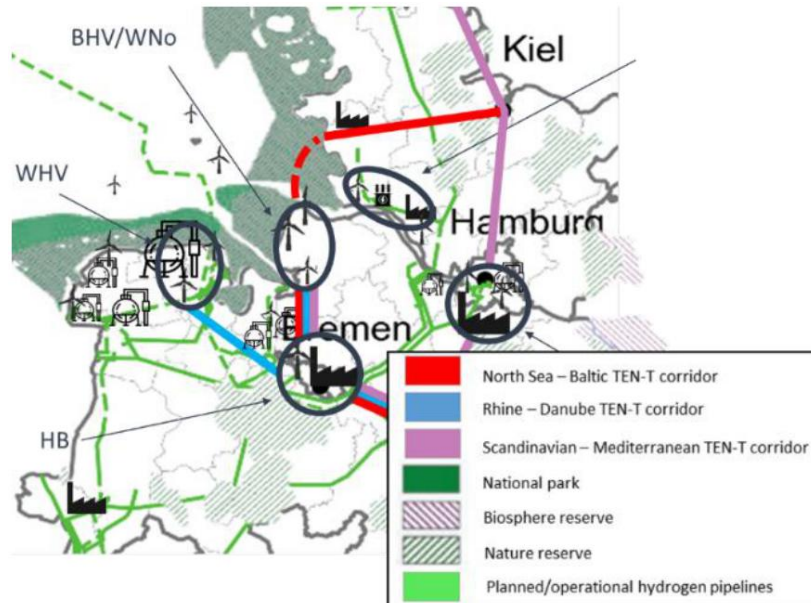 BHV/WNo
Kiel
WHV
Hamburg
Bremen
HB
North Sea – Baltic TEN-T corridor
Rhine – Danube TEN-T corridor
Scandinavian – Mediterranean TEN-T corridor
National park
Biosphere reserve
Nature reserve
Planned/operational hydrogen pipelines